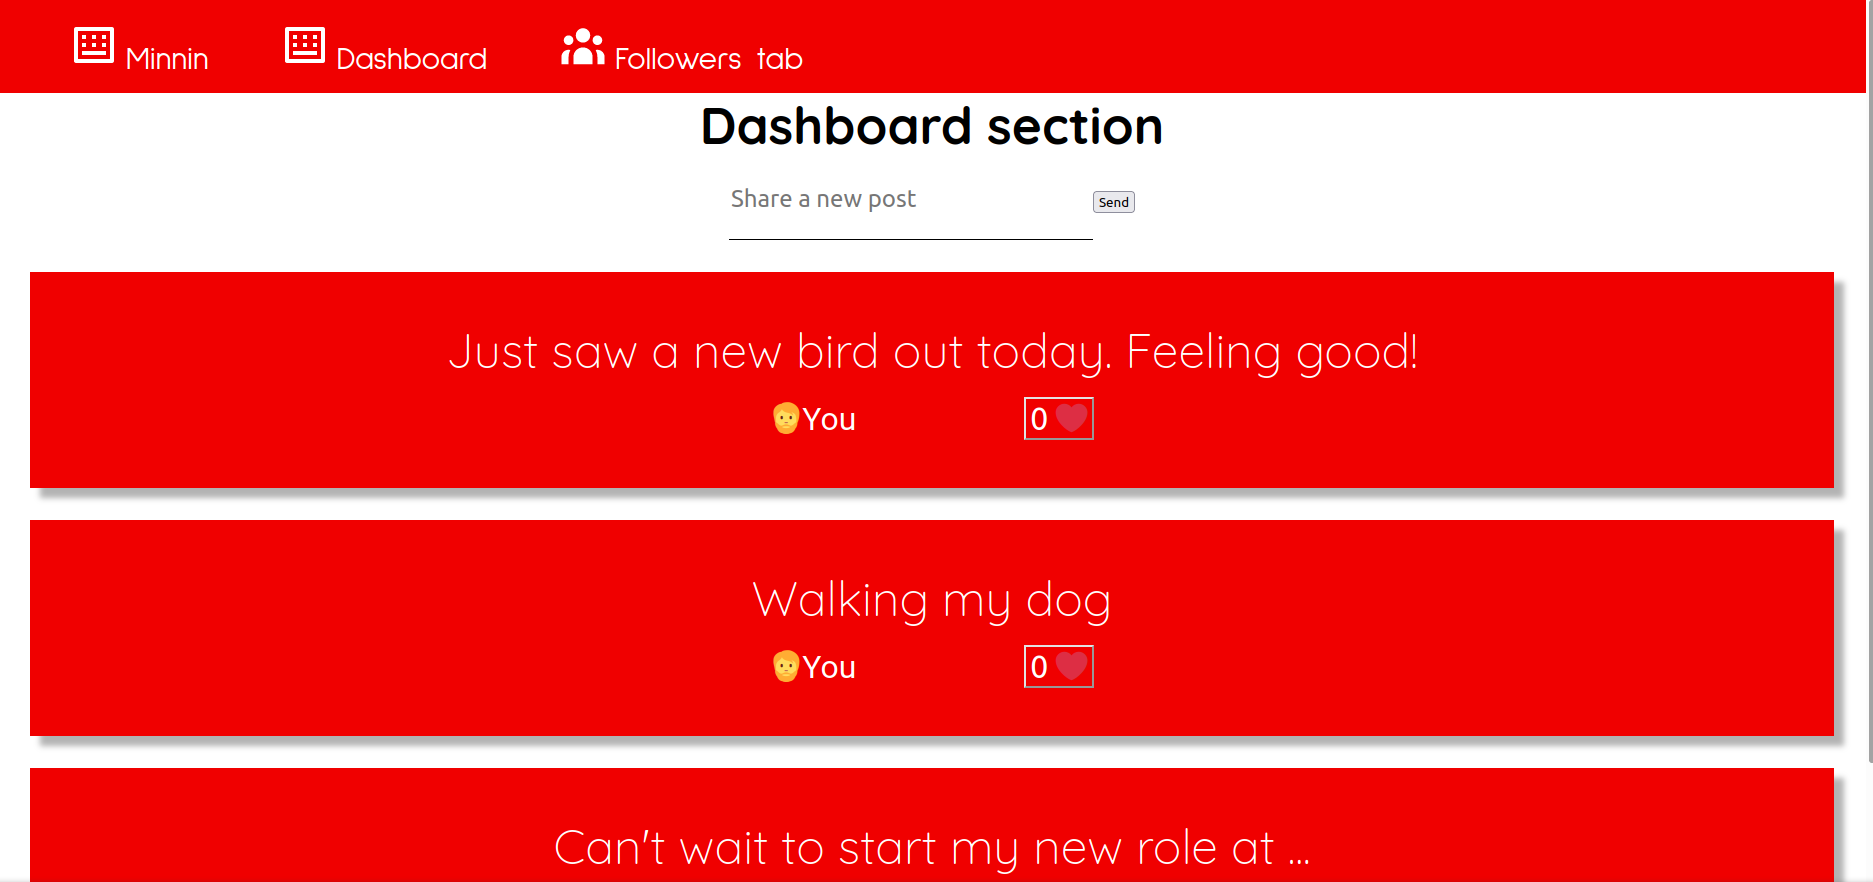 Minnin Dashboard Followers tab
Dashboard section
Share a new post Send
Just saw a new bird out today. Feeling good!
You 0
Walking my dog
You 0
Can't wait to start my new role at ...